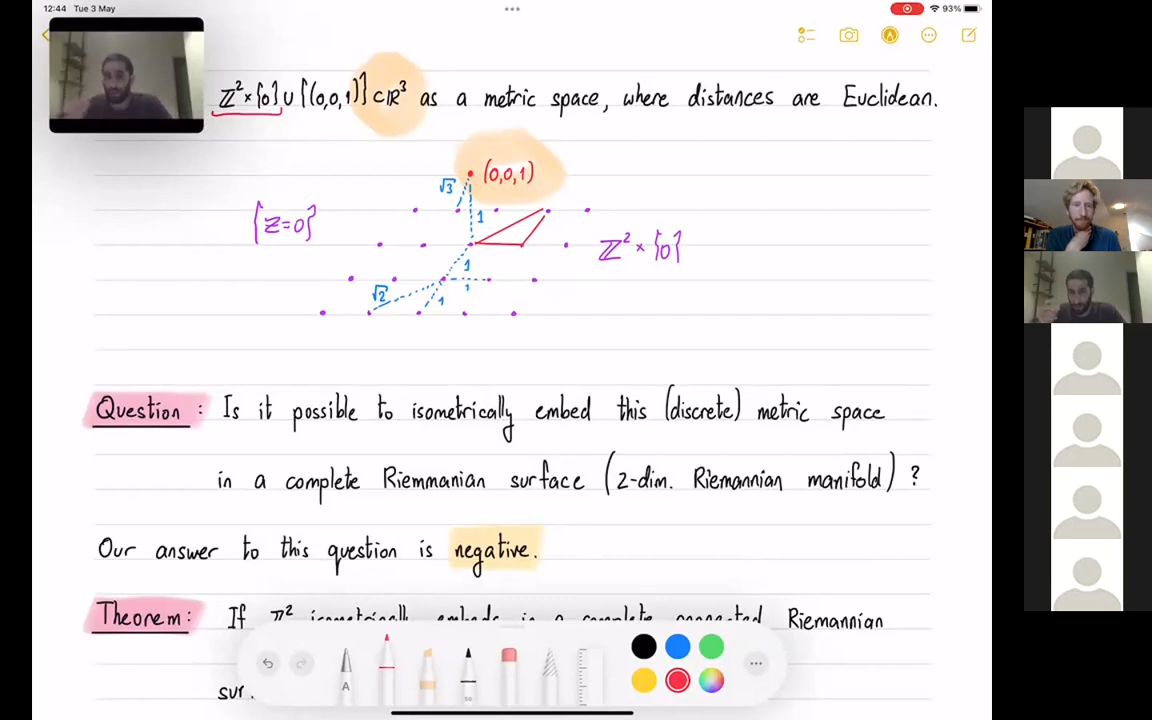 12:44 Tue 3 May
93%
ℤ²×{0}∪{(0,0,1)}⊂ℝ³ as a metric space, where distances are Euclidean.
(0,0,1)
√3
1
{z=0}
ℤ²×{0}
1
√2
1
1
Question: Is it possible to isometrically embed this (discrete) metric space
in a complete Riemmanian surface (2-dim. Riemannian manifold)?
Our answer to this question is negative.
Theorem: If ℤ² isometrically embeds in a complete connected Riemannian
sur
A
50